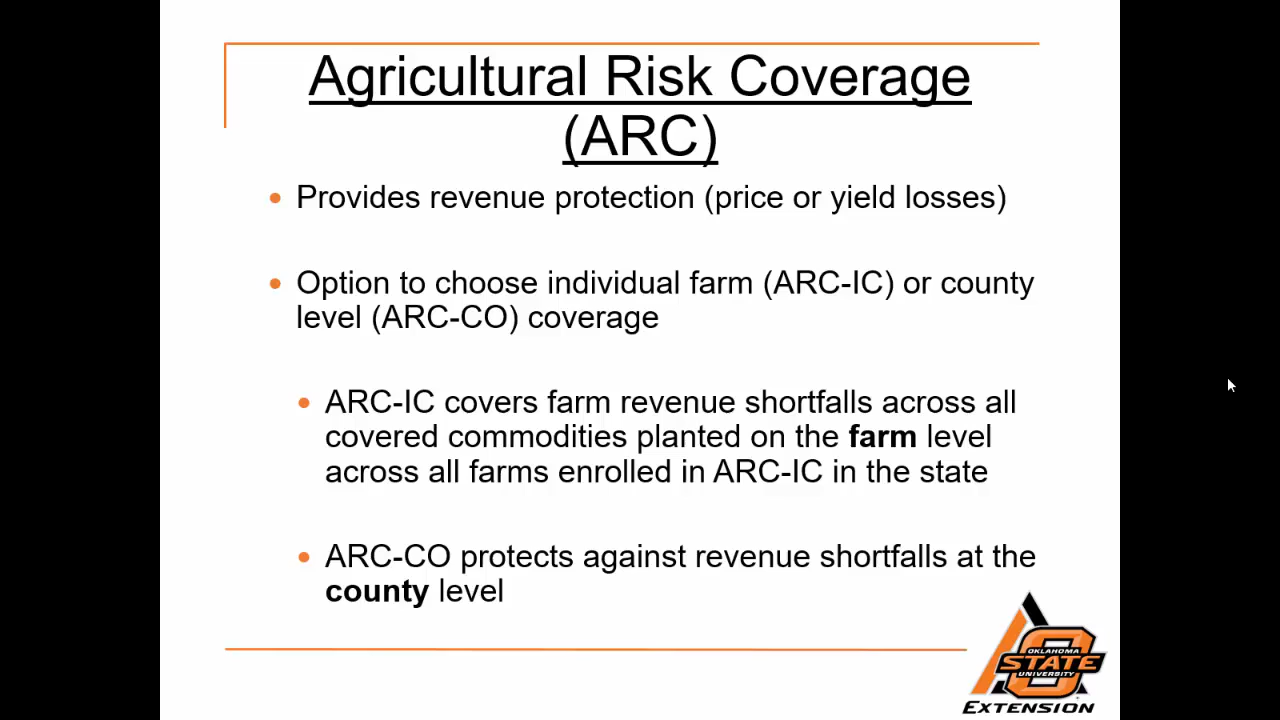 Agricultural Risk Coverage
(ARC)
• Provides revenue protection (price or yield losses)
• Option to choose individual farm (ARC-IC) or county
level (ARC-CO) coverage
• ARC-IC covers farm revenue shortfalls across all
covered commodities planted on the farm level
across all farms enrolled in ARC-IC in the state
• ARC-CO protects against revenue shortfalls at the
county level
OKLAHOMA
STATE
UNIVERSITY
EXTENSION